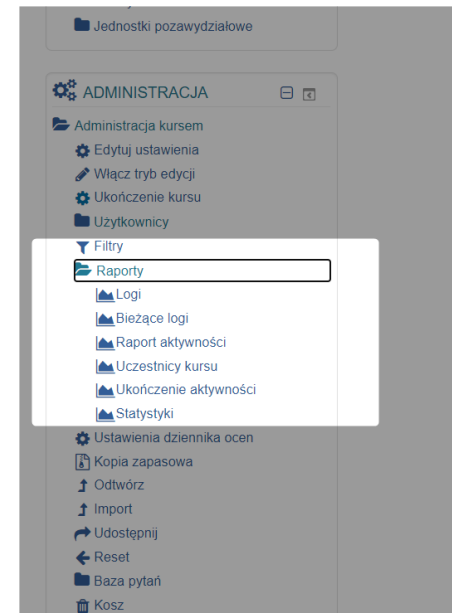 Jednostki pozawydziałowe
ADMINISTRACJA
Administracja kursem
Edytuj ustawienia
Włącz tryb edycji
Ukończenie kursu
Użytkownicy
Filtry
Raporty
Logi
Bieżące logi
Raport aktywności
Uczestnicy kursu
Ukończenie aktywności
Statystyki
Ustawienia dziennika ocen
Kopia zapasowa
Odtwórz
Import
Udostępnij
Reset
Baza pytań
Kosz